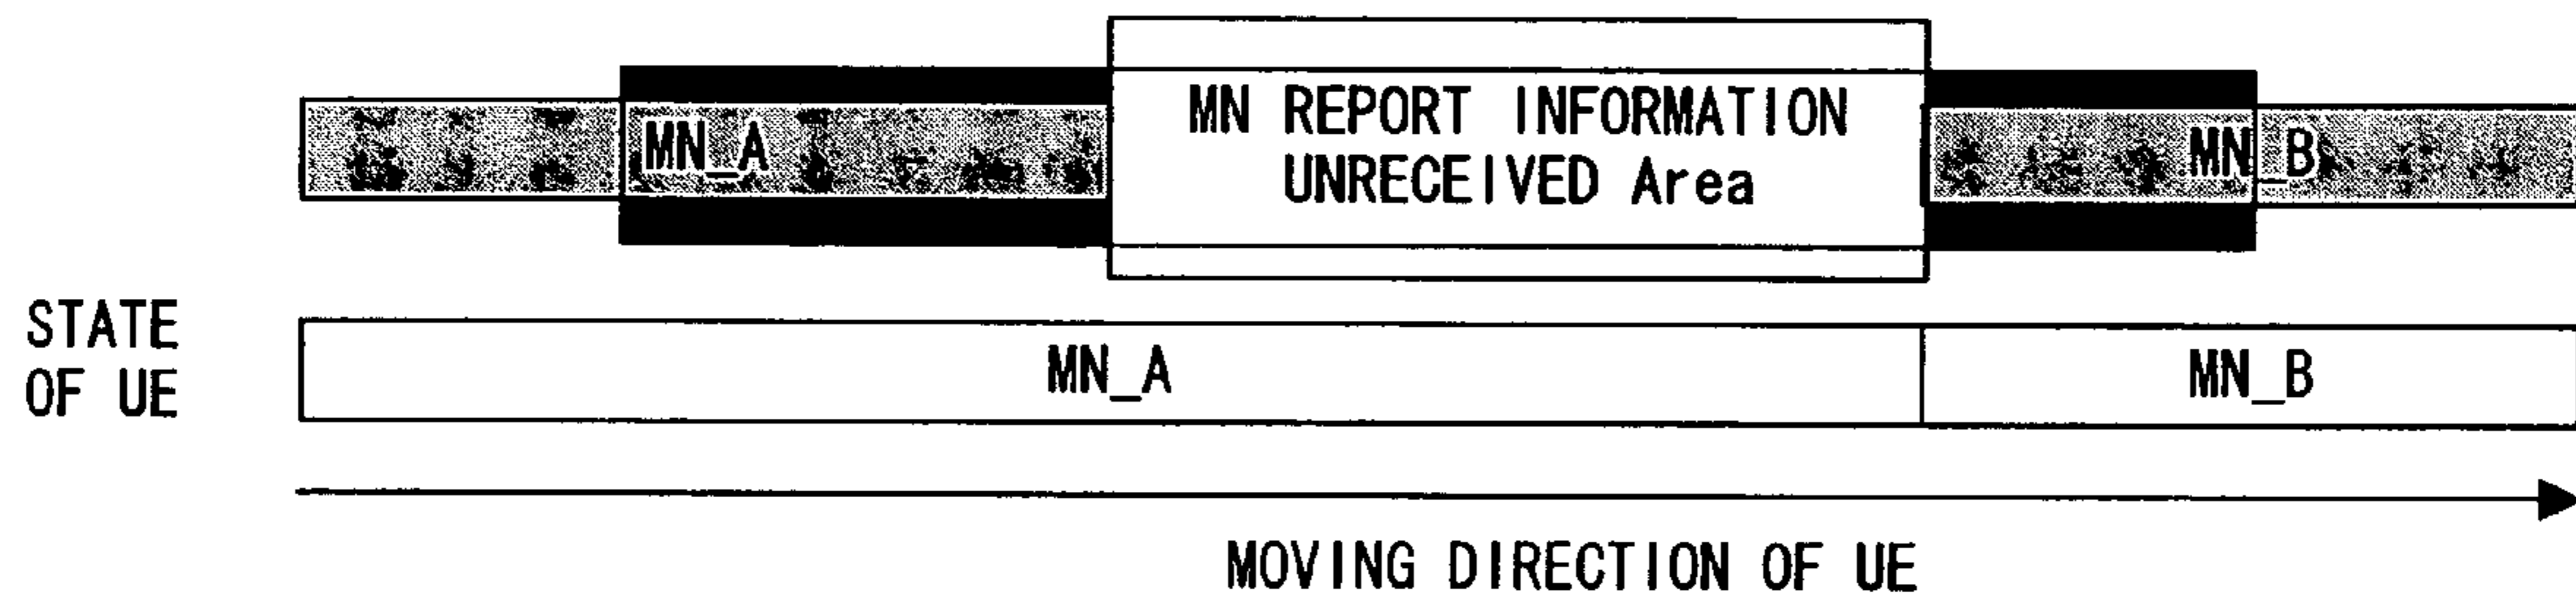 MN_A
MN REPORT INFORMATION
UNRECEIVED Area
MN_B
STATE
OF UE
MN_A
MN_B
MOVING DIRECTION OF UE